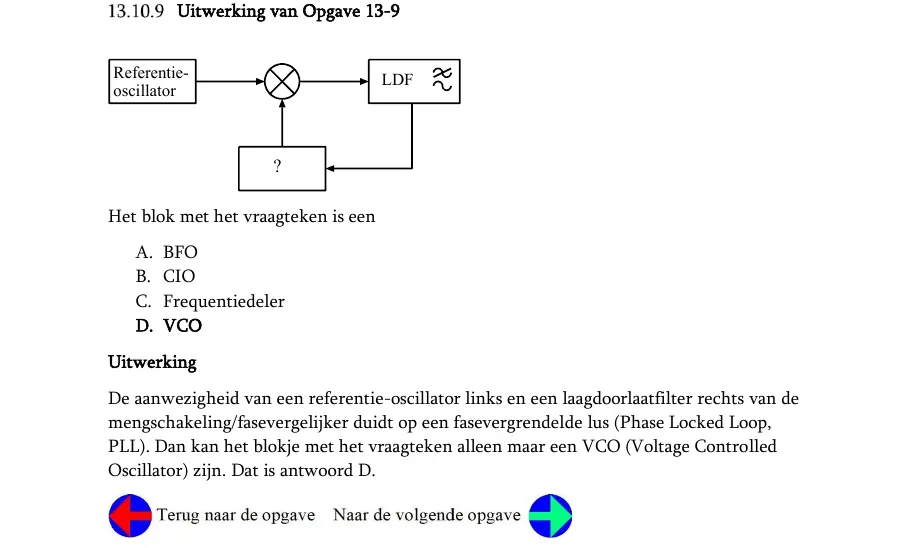 13.10.9 Uitwerking van Opgave 13-9
Referentie-
oscillator
LDF
?
Het blok met het vraagteken is een
A. BFO
B. CIO
C. Frequentiedeler
D. VCO
Uitwerking
De aanwezigheid van een referentie-oscillator links en een laagdoorlaatfilter rechts van de
mengschakeling/fasevergelijker duidt op een fasevergrendelde lus (Phase Locked Loop,
PLL). Dan kan het blokje met het vraagteken alleen maar een VCO (Voltage Controlled
Oscillator) zijn. Dat is antwoord D.
Terug naar de opgave Naar de volgende opgave